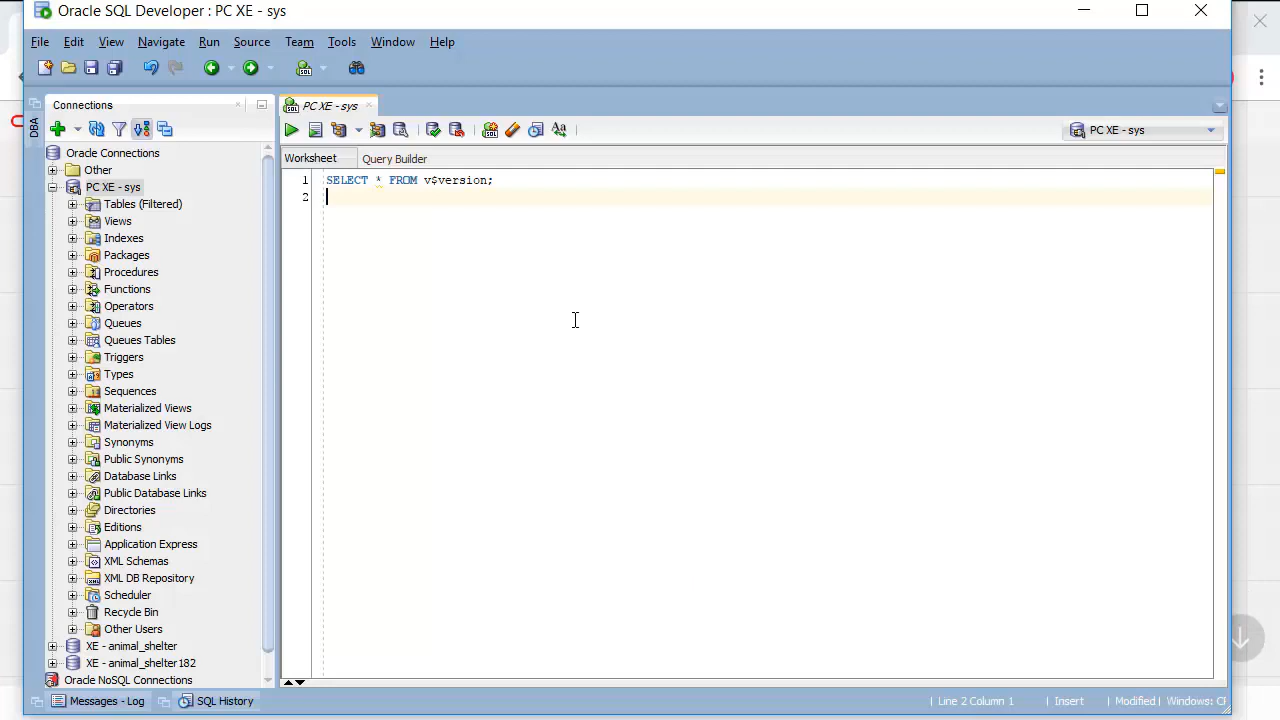 Oracle SQL Developer : PC XE - sys
File Edit View Navigate Run Source Team Tools Window Help
Connections
PC XE - sys
DBA
PC XE - sys
Oracle Connections
Worksheet Query Builder
Other
1 SELECT * FROM v$version;
PC XE - sys
2
Tables (Filtered)
Views
Indexes
Packages
Procedures
Functions
Operators
Queues
Queues Tables
Triggers
Types
Sequences
Materialized Views
Materialized View Logs
Synonyms
Public Synonyms
Database Links
Public Database Links
Directories
Editions
Application Express
XML Schemas
XML DB Repository
Scheduler
Recycle Bin
Other Users
XE - animal_shelter
XE - animal_shelter182
Oracle NoSQL Connections
Messages - Log SQL History Line 2 Column 1 Insert Modified Windows: CF